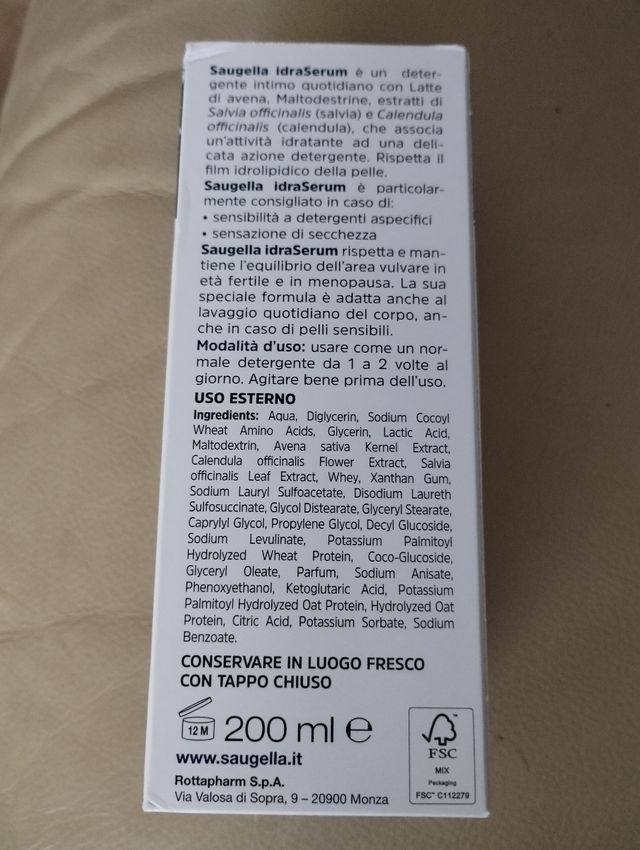 Saugella idraSerum è un deter-
gente intimo quotidiano con Latte
di avena, Maltodestrine, estratti di
Salvia officinalis (salvia) e Calendula
officinalis (calendula), che associa
un'attività idratante ad una deli-
cata azione detergente. Rispetta il
film idrolipidico della pelle.
Saugella idraSerum è particolar-
mente consigliato in caso di:
• sensibilità a detergenti aspecifici
• sensazione di secchezza
Saugella idraSerum rispetta e man-
tiene l'equilibrio dell'area vulvare in
età fertile e in menopausa. La sua
speciale formula è adatta anche al
lavaggio quotidiano del corpo, an-
che in caso di pelli sensibili.
Modalità d'uso: usare come un nor-
male detergente da 1 a 2 volte al
giorno. Agitare bene prima dell'uso.
USO ESTERNO
Ingredients: Aqua, Diglycerin, Sodium Cocoyl
Wheat Amino Acids, Glycerin, Lactic Acid,
Maltodextrin, Avena sativa Kernel Extract,
Calendula officinalis Flower Extract, Salvia
officinalis Leaf Extract, Whey, Xanthan Gum,
Sodium Lauryl Sulfoacetate, Disodium Laureth
Sulfosuccinate, Glycol Distearate, Glyceryl Stearate,
Caprylyl Glycol, Propylene Glycol, Decyl Glucoside,
Sodium Levulinate, Potassium Palmitoyl
Hydrolyzed Wheat Protein, Coco-Glucoside,
Glyceryl Oleate, Parfum, Sodium Anisate,
Phenoxyethanol, Ketoglutaric Acid, Potassium
Palmitoyl Hydrolyzed Oat Protein, Hydrolyzed Oat
Protein, Citric Acid, Potassium Sorbate, Sodium
Benzoate.
CONSERVARE IN LUOGO FRESCO
CON TAPPO CHIUSO
12 M 200 ml e
www.saugella.it
Rottapharm S.p.A.
Via Valosa di Sopra, 9 – 20900 Monza
FSC
MIX
Packaging
FSC® C112279